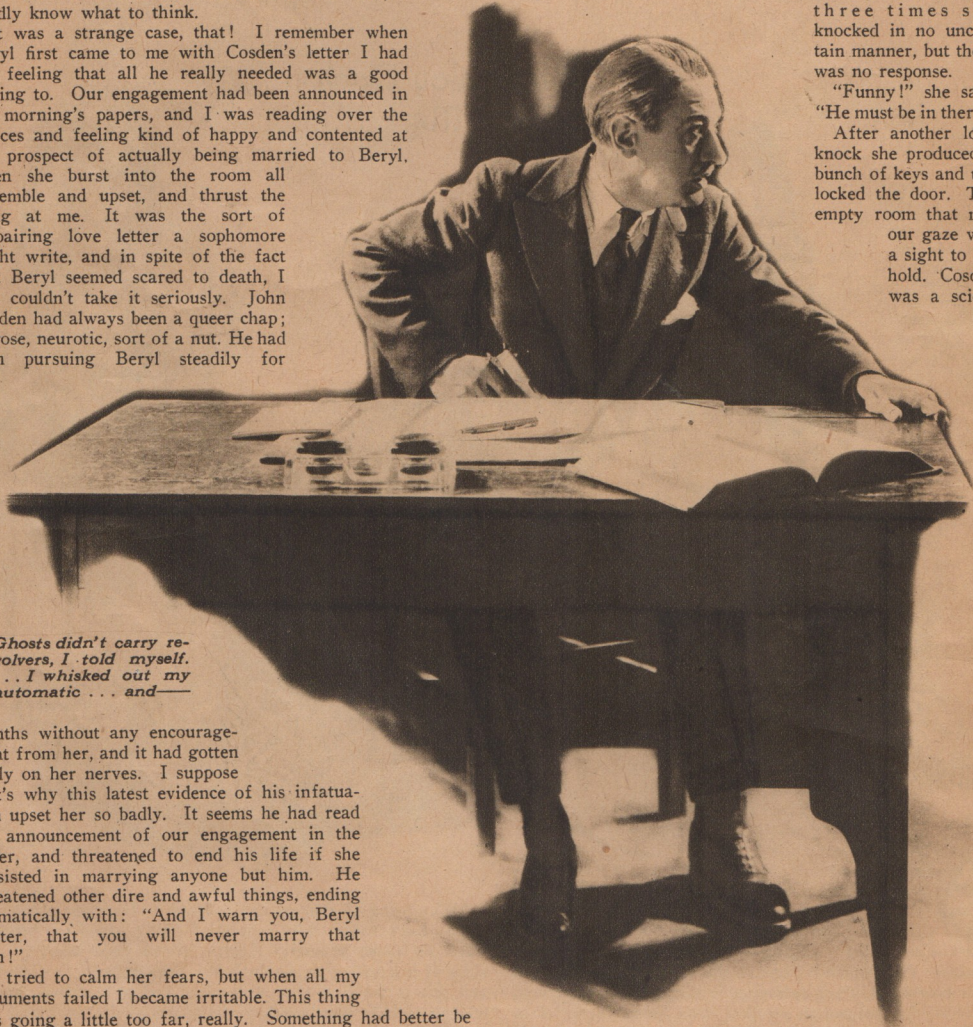 know what to think.
was a strange case, that! I remember when
first came to me with Cosden's letter I had
feeling that all he really needed was a good
ing to. Our engagement had been announced in
morning's papers, and I was reading over the
ces and feeling kind of happy and contented at
prospect of actually being married to Beryl,
she burst into the room all
emble and upset, and thrust the
at me. It was the sort of
pairing love letter a sophomore
ht write, and in spite of the fact
Beryl seemed scared to death, I
couldn't take it seriously. John
den had always been a queer chap;
ose, neurotic, sort of a nut. He had
pursuing Beryl steadily for
Ghosts didn't carry re-
volvers, I told myself.
. . . I whisked out my
automatic . . . and—
nths without any encourage-
t from her, and it had gotten
ly on her nerves. I suppose
's why this latest evidence of his infatua-
upset her so badly. It seems he had read
announcement of our engagement in the
er, and threatened to end his life if she
sisted in marrying anyone but him. He
eatened other dire and awful things, ending
matically with: "And I warn you, Beryl
ter, that you will never marry that
!"
tried to calm her fears, but when all my
uments failed I became irritable. This thing
going a little too far, really. Something had better be
three times s
knocked in no unc
tain manner, but th
was no response.
"Funny!" she sa
"He must be in ther
After another lo
knock she produced
bunch of keys and
locked the door. T
empty room that
our gaze
a sight to
hold. Cosd
was a sci